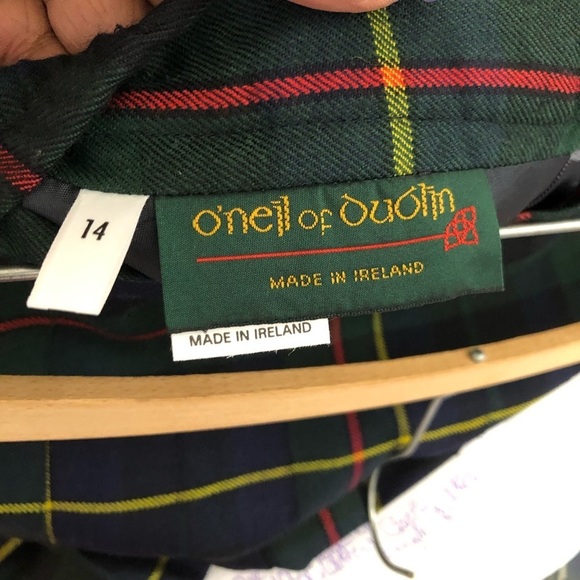 14
O'neill of Dublin
MADE IN IRELAND
MADE IN IRELAND